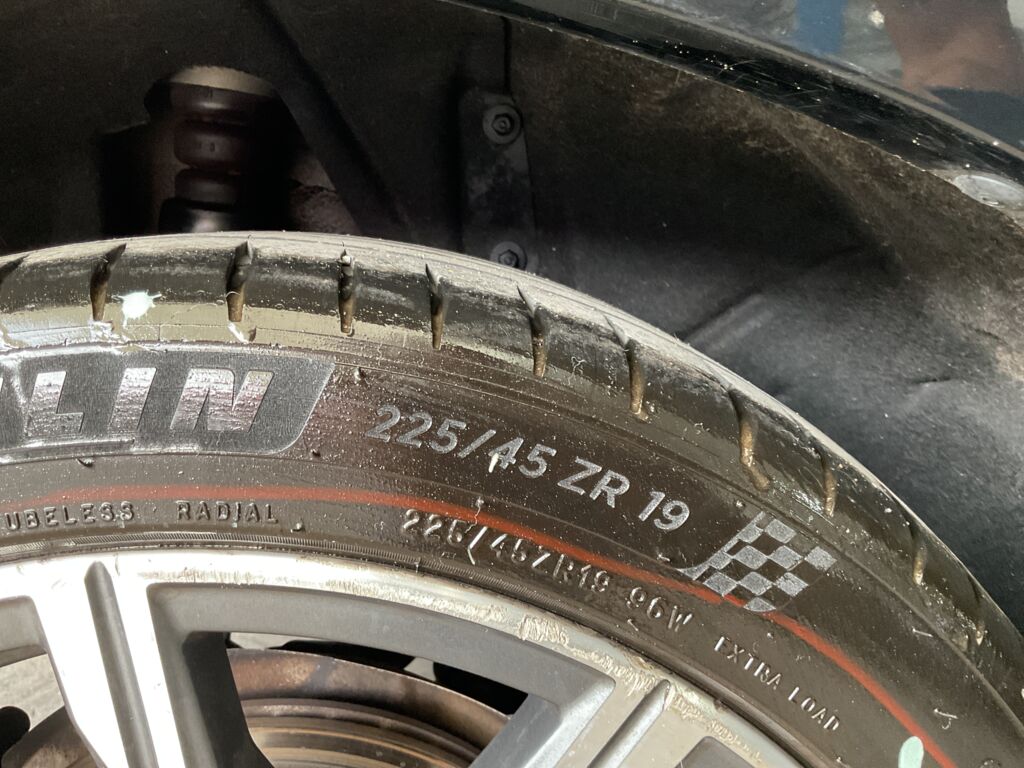 LIN
225/45 ZR 19
UBELESS RADIAL
225/45ZR19 96W EXTRA LOAD